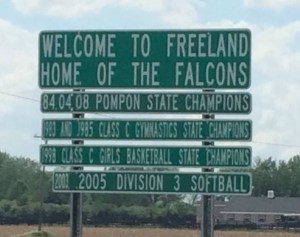 WELCOME TO FREELAND
HOME OF THE FALCONS
84.04.08 POMPON STATE CHAMPIONS
1983 AND 1985 CLASS C GYMNASTICS STATE CHAMPIONS
1998 CLASS C GIRLS BASKETBALL STATE CHAMPIONS
2002 2005 DIVISION 3 SOFTBALL